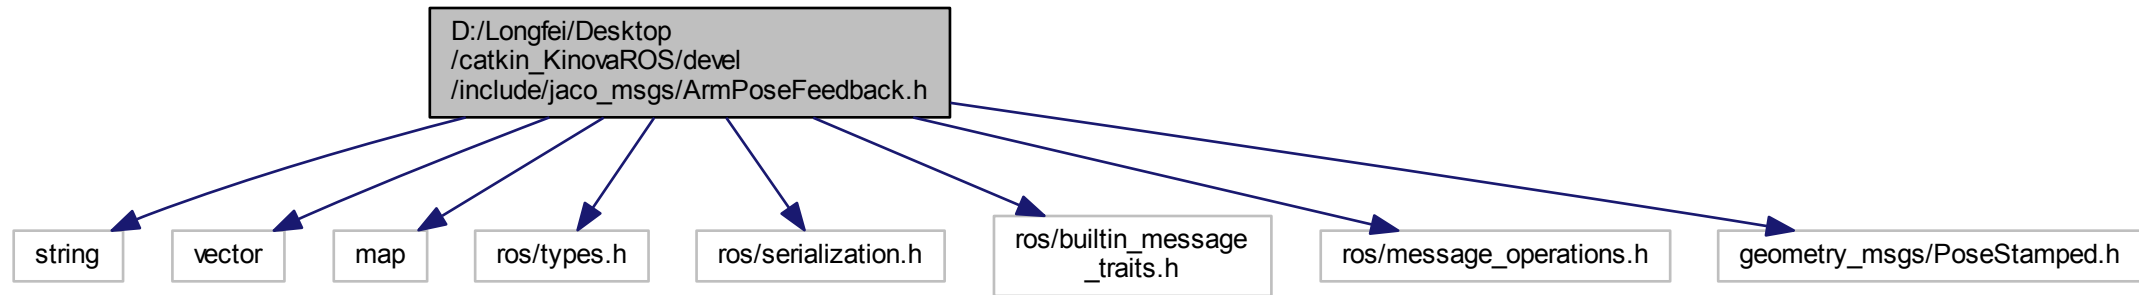 D:/Longfei/Desktop
/catkin_KinovaROS/devel
/include/jaco_msgs/ArmPoseFeedback.h
string
vector
map
ros/types.h
ros/serialization.h
ros/builtin_message
_traits.h
ros/message_operations.h
geometry_msgs/PoseStamped.h